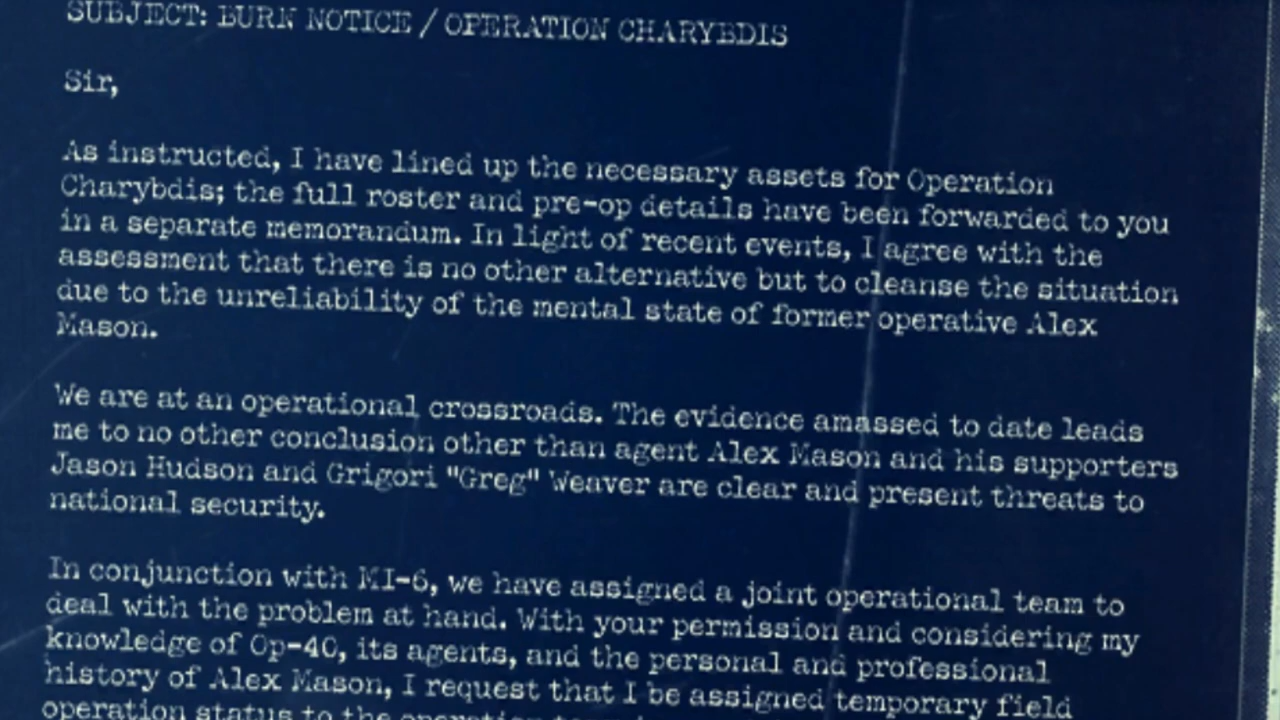 SUBJECT: BURN NOTICE / OPERATION CHARYBDIS
Sir,
As instructed, I have lined up the necessary assets for Operation
Charybdis; the full roster and pre-op details have been forwarded to you
in a separate memorandum. In light of recent events, I agree with the
assessment that there is no other alternative but to cleanse the situation
due to the unreliability of the mental state of former operative Alex
Mason.
We are at an operational crossroads. The evidence amassed to date leads
me to no other conclusion other than agent Alex Mason and his supporters
Jason Hudson and Grigori "Greg" Weaver are clear and present threats to
national security.
In conjunction with MI-6, we have assigned a joint operational team to
deal with the problem at hand. With your permission and considering my
knowledge of Op-40, its agents, and the personal and professional
history of Alex Mason, I request that I be assigned temporary field
operation status to the operation